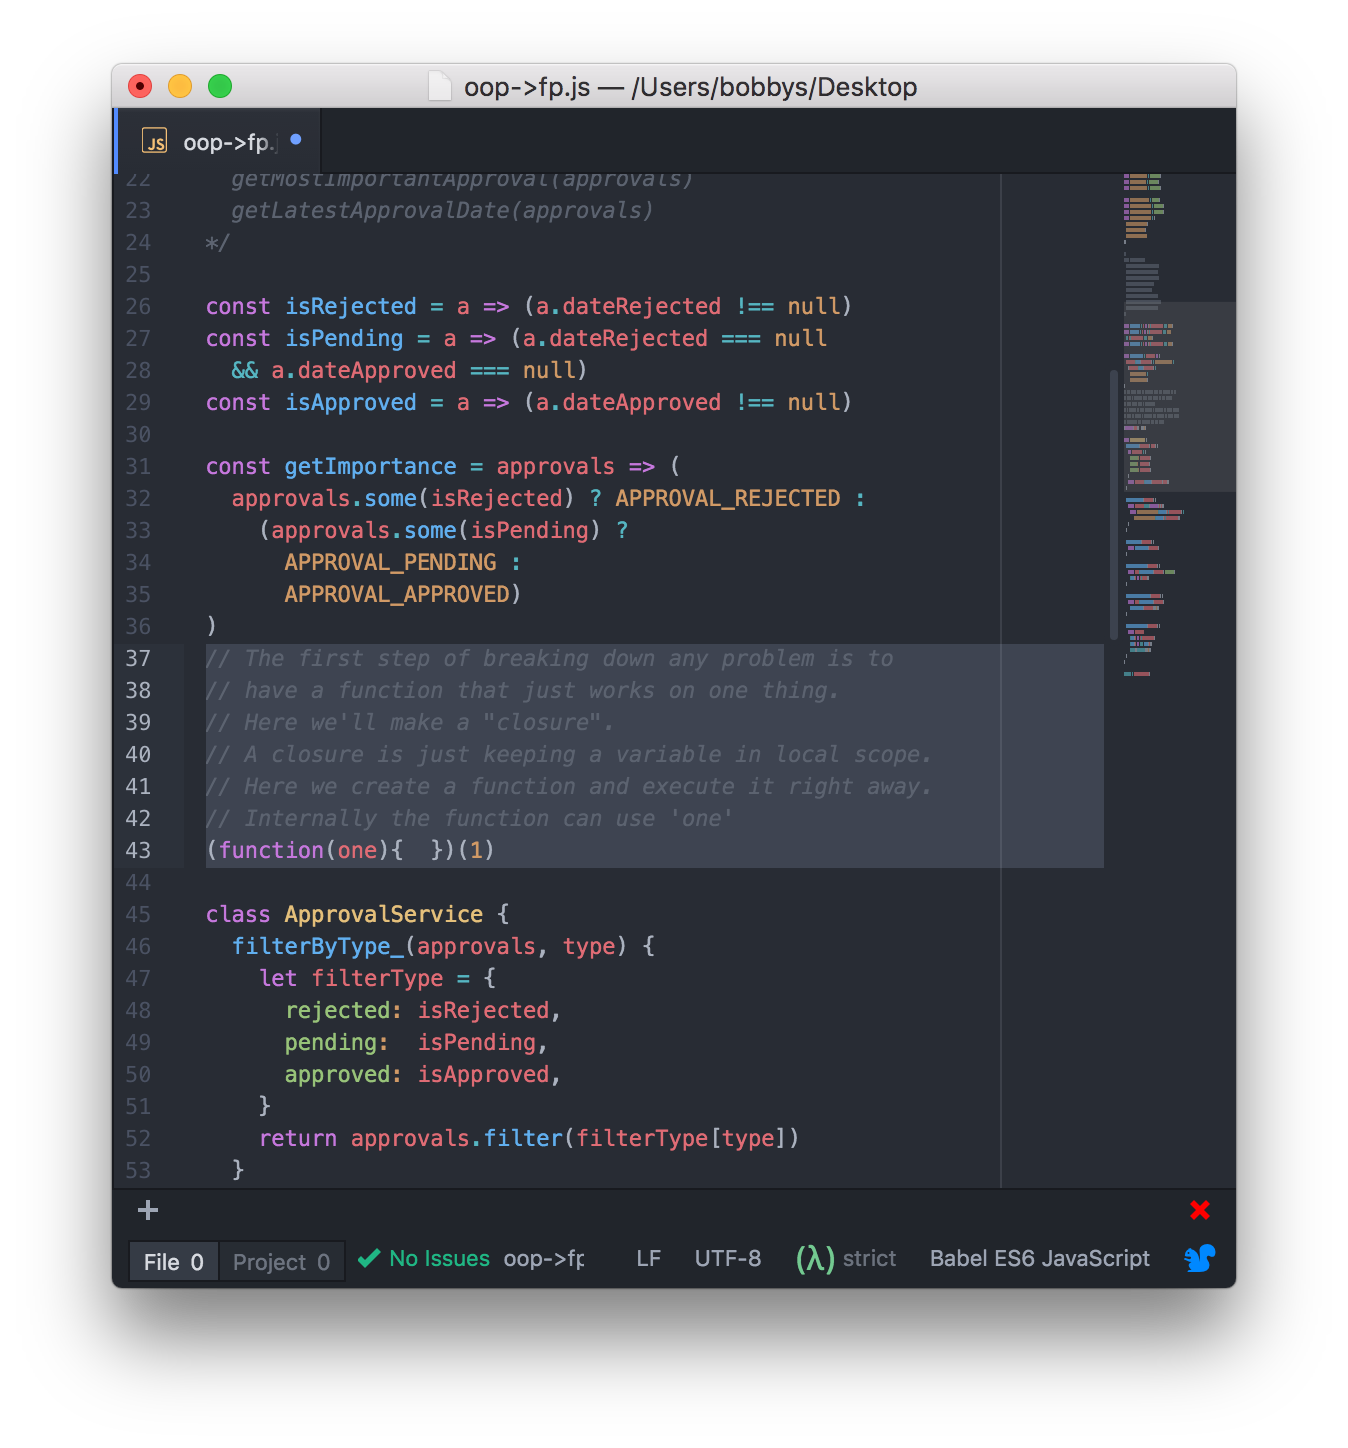 oop->fp.js — /Users/bobbys/Desktop
JS oop->fp.j
22 getMostImportantApproval(approvals)
23 getLatestApprovalDate(approvals)
24 */
25
26 const isRejected = a => (a.dateRejected !== null)
27 const isPending = a => (a.dateRejected === null
28 && a.dateApproved === null)
29 const isApproved = a => (a.dateApproved !== null)
30
31 const getImportance = approvals => (
32 approvals.some(isRejected) ? APPROVAL_REJECTED :
33 (approvals.some(isPending) ?
34 APPROVAL_PENDING :
35 APPROVAL_APPROVED)
36 )
37 // The first step of breaking down any problem is to
38 // have a function that just works on one thing.
39 // Here we'll make a "closure".
40 // A closure is just keeping a variable in local scope.
41 // Here we create a function and execute it right away.
42 // Internally the function can use 'one'
43 (function(one){  })(1)
44
45 class ApprovalService {
46 filterByType_(approvals, type) {
47 let filterType = {
48 rejected: isRejected,
49 pending:  isPending,
50 approved: isApproved,
51 }
52 return approvals.filter(filterType[type])
53 }
+
File 0 Project 0 No Issues oop->fp LF UTF-8 (λ) strict Babel ES6 JavaScript